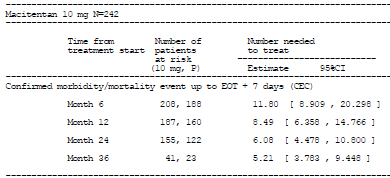 Macitentan 10 mg N=242
Time from Number of Number needed
treatment start patients to treat
at risk
(10 mg, P) Estimate 95%CI
Confirmed morbidity/mortality event up to EOT + 7 days (CEC)
Month 6 208, 188 11.80 [ 8.909 , 20.298 ]
Month 12 187, 160 8.49 [ 6.358 , 14.766 ]
Month 24 155, 122 6.08 [ 4.478 , 10.800 ]
Month 36 41, 23 5.21 [ 3.783 , 9.448 ]